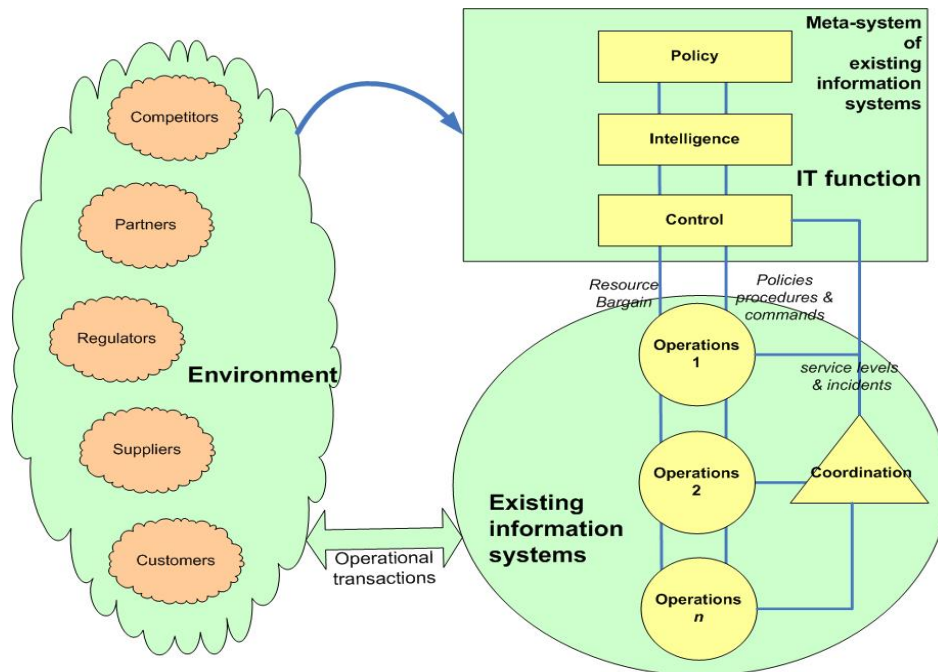 Competitors
Partners
Regulators
Environment
Suppliers
Customers
Operational
transactions
Meta-system
of
existing
information
systems
Policy
Intelligence
IT function
Control
Resource
Bargain
Policies
procedures &
commands
Operations
1
service levels
& incidents
Operations
2
Coordination
Existing
information
systems
Operations
n